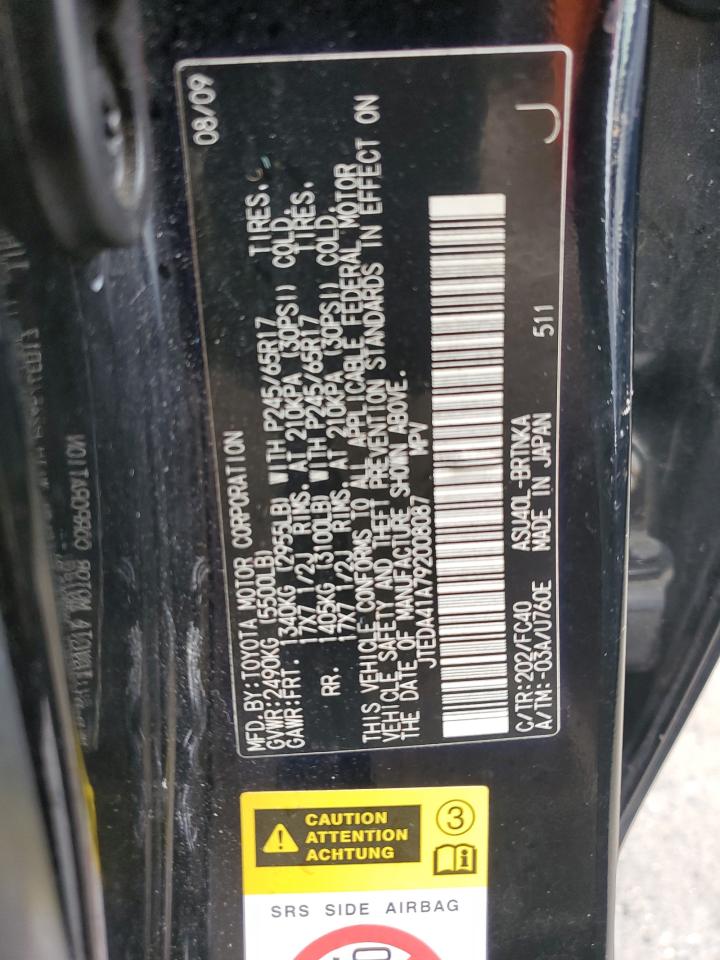 MFD.BY:TOYOTA MOTOR CORPORATION 08/09
GVWR:2490KG (5500LB)
GAWR:FRT. 1340KG (2955LB) WITH P245/65R17 TIRES.
17X7 1/2J RIMS. AT 210KPA (30PSI) COLD.
RR. 1405KG (3100LB) WITH P245/65R17 TIRES.
17X7 1/2J RIMS. AT 210KPA (30PSI) COLD.
THIS VEHICLE CONFORMS TO ALL APPLICABLE FEDERAL MOTOR
VEHICLE SAFETY AND THEFT PREVENTION STANDARDS IN EFFECT ON
THE DATE OF MANUFACTURE SHOWN ABOVE.
JTEDA41A792008087 MPV
C/TR:202/FC40 ASU40L-BRTNKA 511 J
A/TM:-03A/U760E MADE IN JAPAN
CAUTION
ATTENTION
ACHTUNG
3
i
SRS SIDE AIRBAG